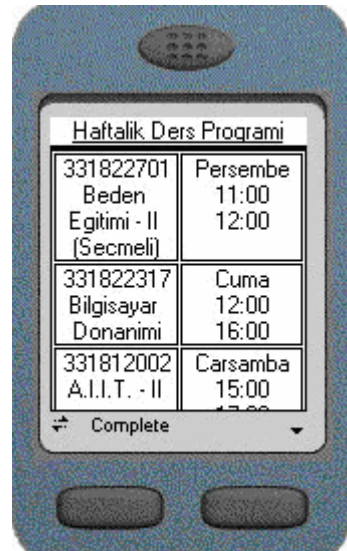 Haftalik Ders Programi
331822701 Persembe
Beden 11:00
Egitimi - II 12:00
(Secmeli)
331822317 Cuma
Bilgisayar 12:00
Donanimi 16:00
331812002 Carsamba
A.I.I.T. - II 15:00
Complete